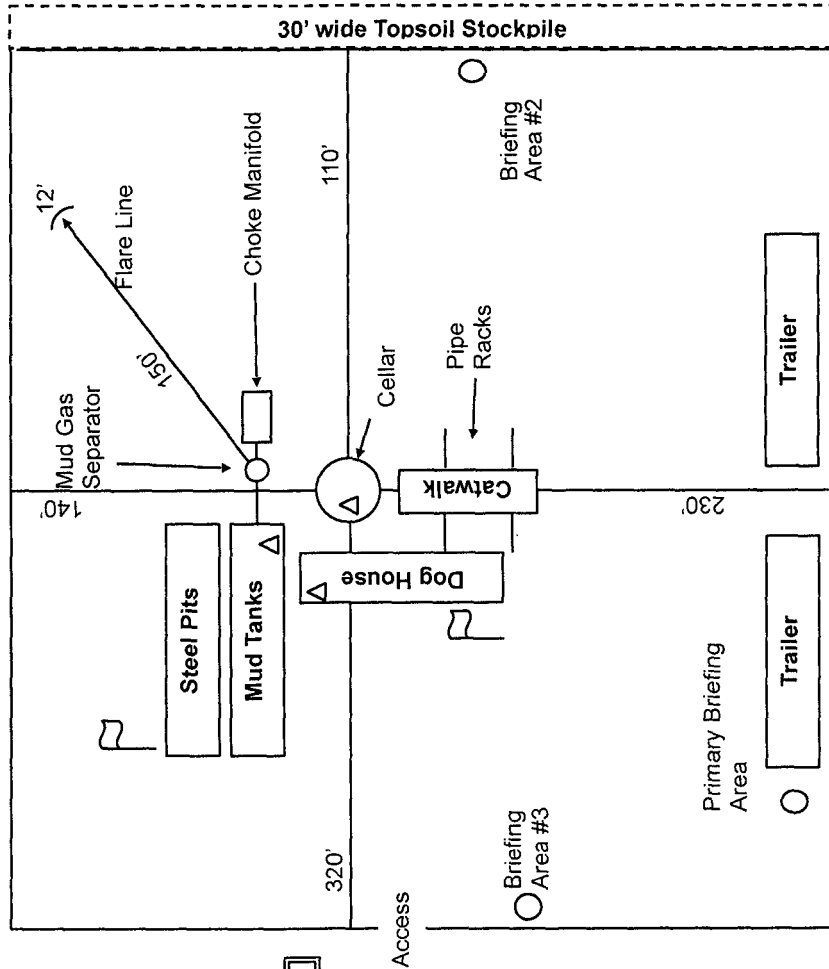 30' wide Topsoil Stockpile
12'
Flare Line
150'
Mud Gas
Separator
Choke Manifold
110'
Briefing
Area #2
140'
Cellar
Pipe
Racks
Steel Pits
Mud Tanks
Dog House
Catwalk
230'
Trailer
320'
Access
Briefing
Area #3
Primary Briefing
Area
Trailer